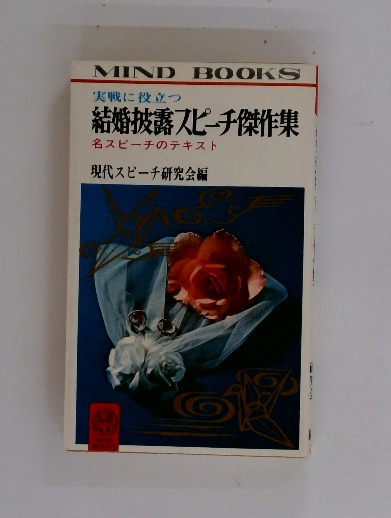 MIND BOOKS
実戦に役立つ
結婚披露スピーチ傑作集
名スピーチのテキスト
現代スピーチ研究会編